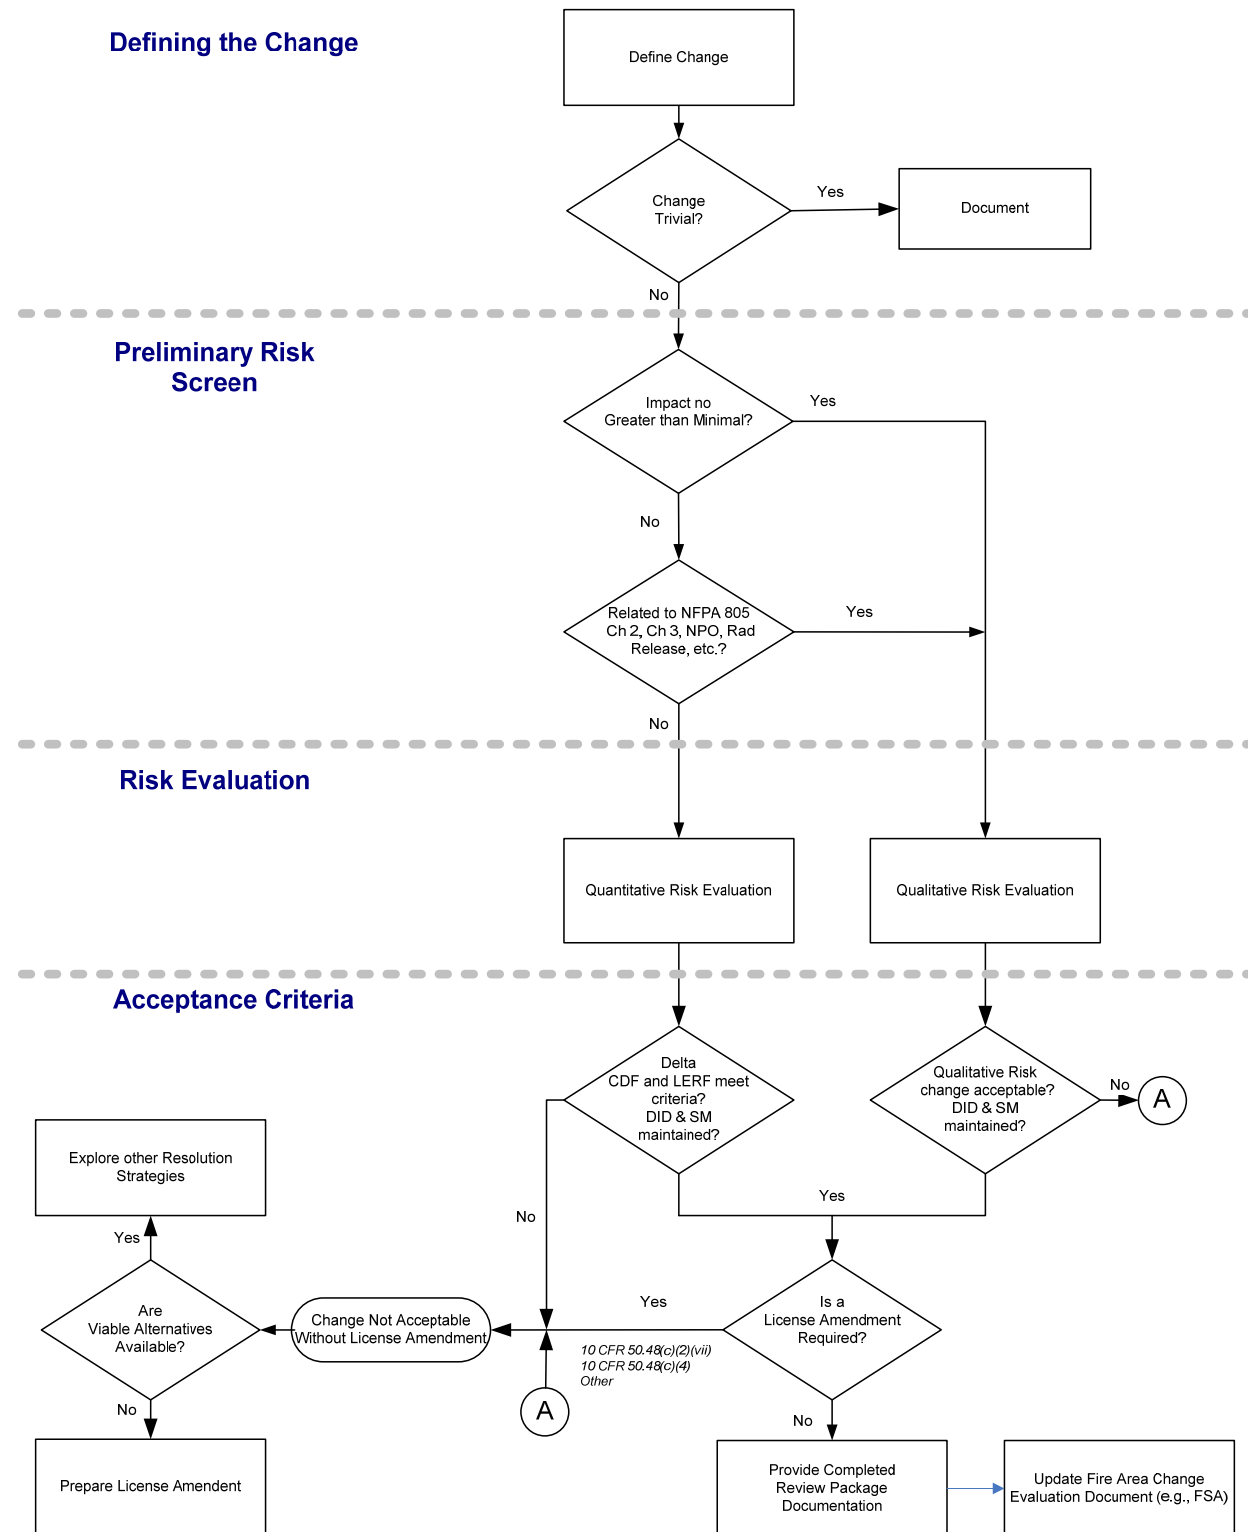 Defining the Change
Define Change
Change
Trivial?
Yes
Document
No
Preliminary Risk
Screen
Impact no
Greater than Minimal?
Yes
No
Related to NFPA 805
Ch 2, Ch 3, NPO, Rad
Release, etc.?
Yes
No
Risk Evaluation
Quantitative Risk Evaluation
Qualitative Risk Evaluation
Acceptance Criteria
Delta
CDF and LERF meet
criteria?
DID & SM
maintained?
Qualitative Risk
change acceptable?
DID & SM
maintained?
No
A
Explore other Resolution
Strategies
Yes
No
Yes
Are
Viable Alternatives
Available?
Change Not Acceptable
Without License Amendment
Yes
Is a
License Amendment
Required?
10 CFR 50.48(c)(2)(vii)
10 CFR 50.48(c)(4)
Other
A
No
No
Prepare License Amendent
Provide Completed
Review Package
Documentation
Update Fire Area Change
Evaluation Document (e.g., FSA)